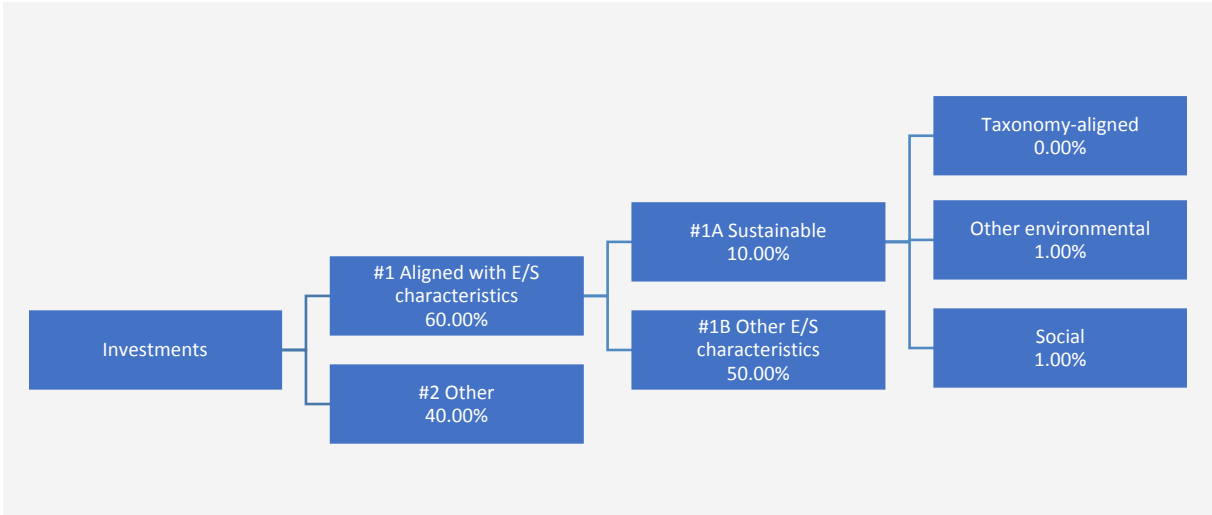 Investments
#1 Aligned with E/S
characteristics
60.00%
#2 Other
40.00%
#1A Sustainable
10.00%
#1B Other E/S
characteristics
50.00%
Taxonomy-aligned
0.00%
Other environmental
1.00%
Social
1.00%